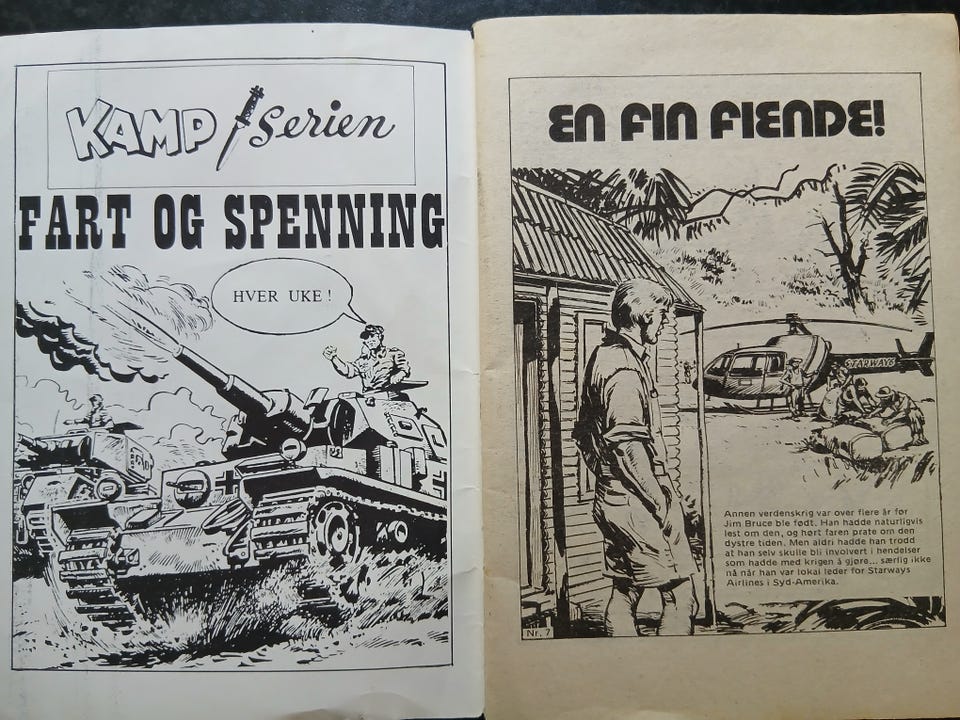 KAMP serien
FART OG SPENNING
HVER UKE!
EN FIN FIENDE!
STARWAYS
Annen verdenskrig var over flere år før
Jim Bruce ble født. Han hadde naturligvis
lest om den, og hørt faren prate om den
dystre tiden. Men aldri hadde han trodd
at han selv skulle bli involvert i hendelser
som hadde med krigen å gjøre... særlig ikke
nå når han var lokal leder for Starways
Airlines i Syd-Amerika.
Nr. 7